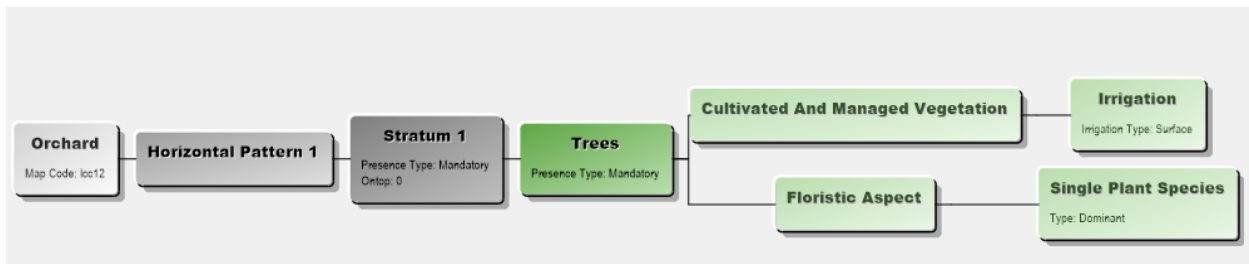 Orchard
Map Code: lcc12
Horizontal Pattern 1
Stratum 1
Presence Type: Mandatory
Ontop: 0
Trees
Presence Type: Mandatory
Cultivated And Managed Vegetation
Irrigation
Irrigation Type: Surface
Floristic Aspect
Single Plant Species
Type: Dominant